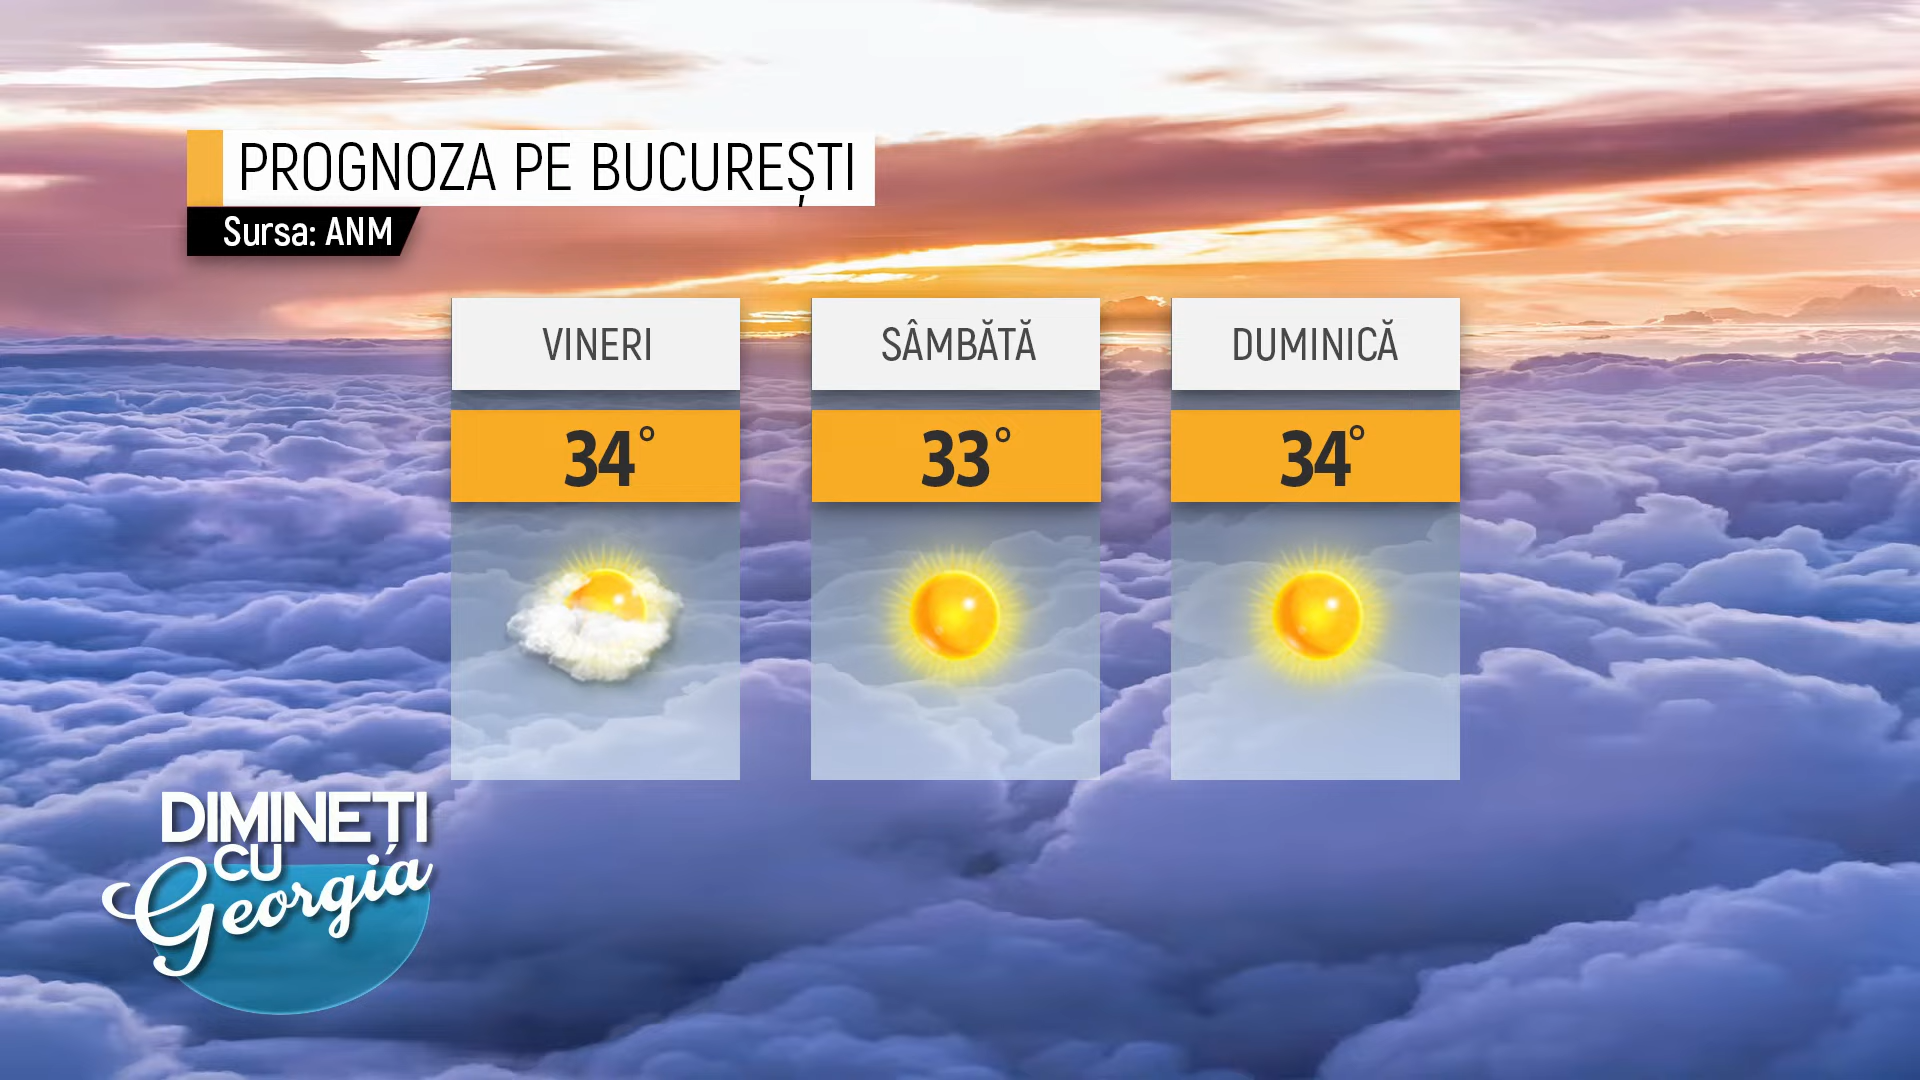 PROGNOZA PE BUCUREȘTI
Sursa: ANM
VINERI
SÂMBĂTĂ
DUMINICĂ
34°
33°
34°
DIMINEȚI
CU
Georgia